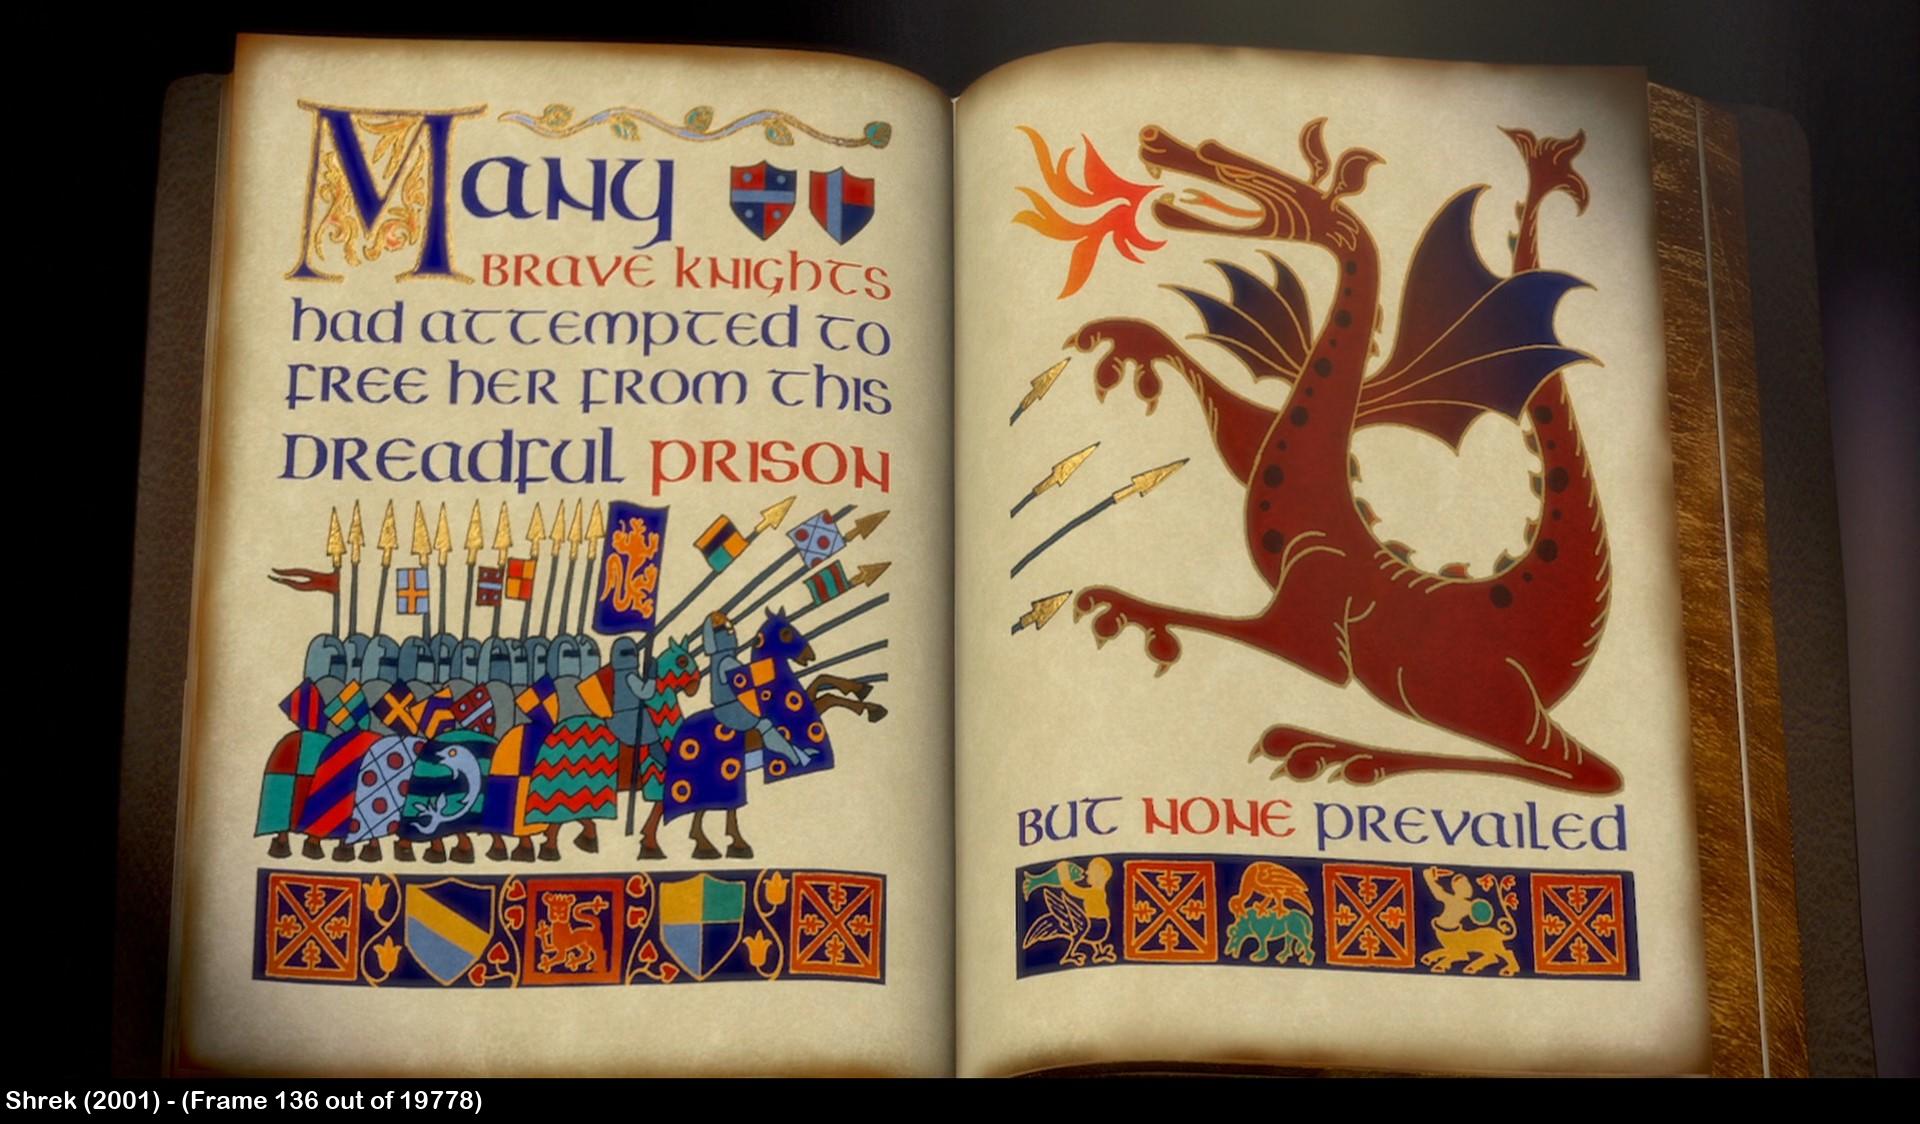 Many
brave knights
had attempted to
free her from this
dreadful prison
but none prevailed
Shrek (2001) - (Frame 136 out of 19778)